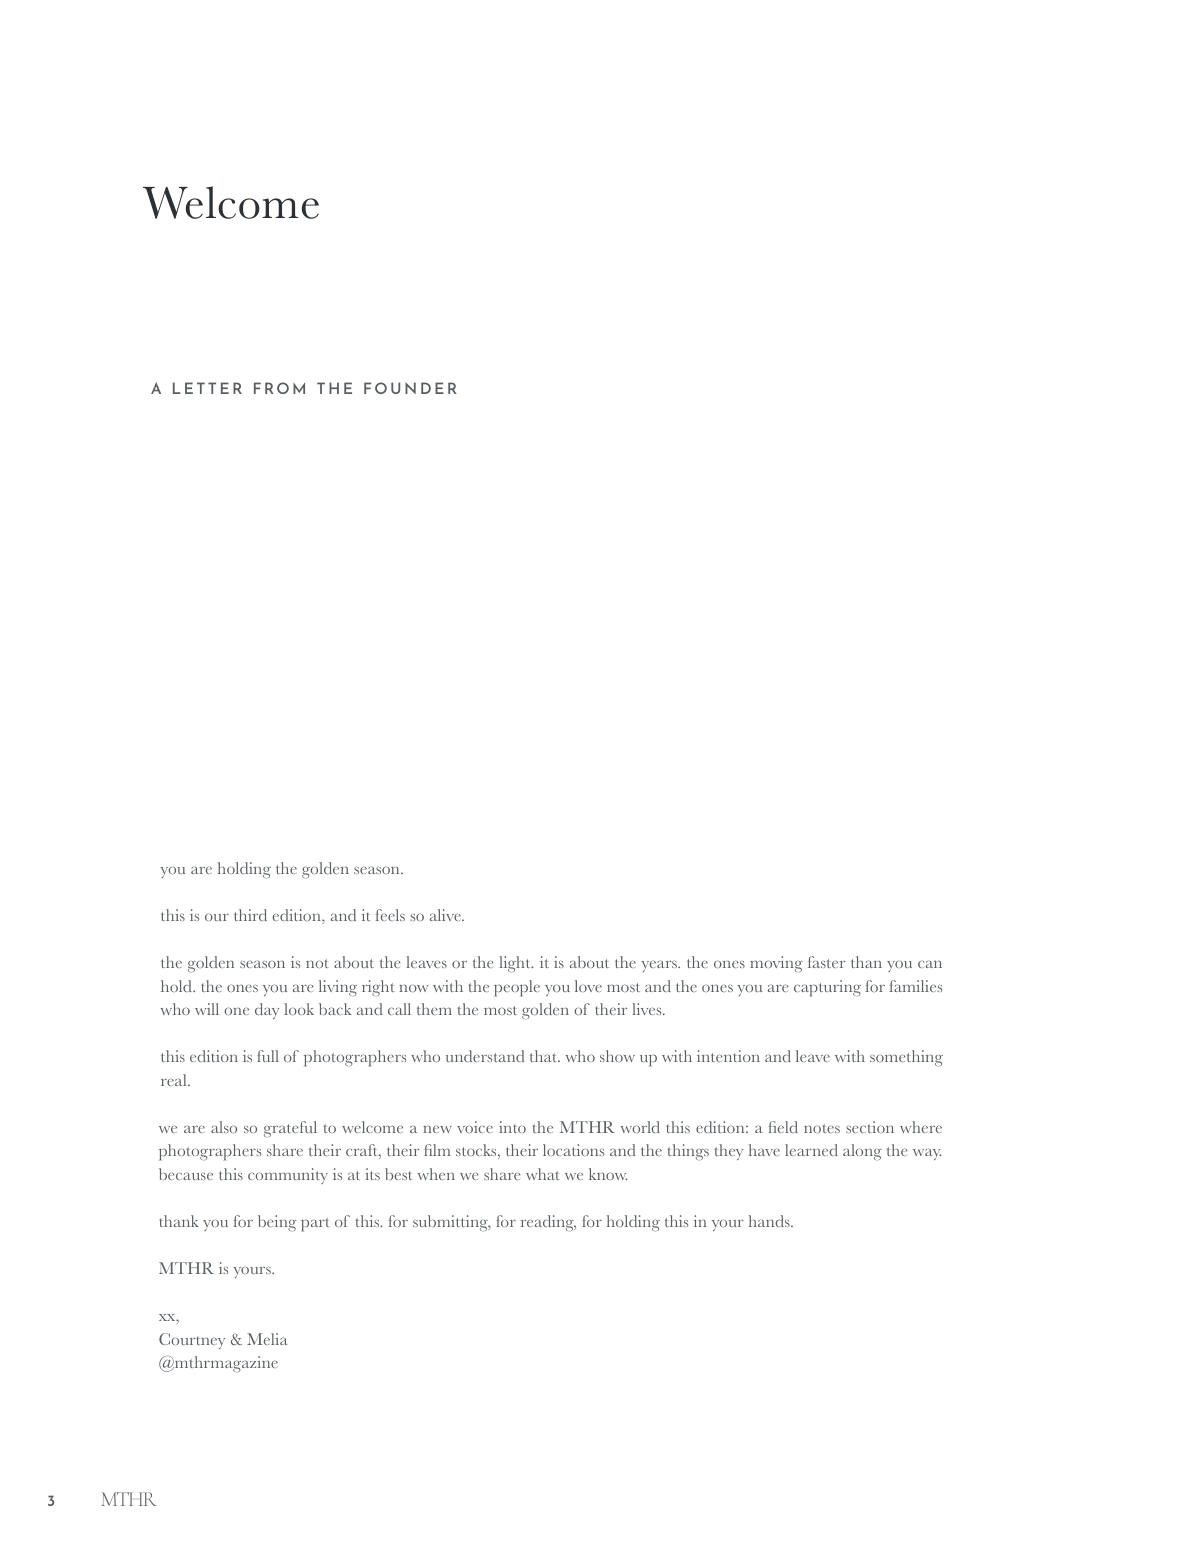 Welcome
A LETTER FROM THE FOUNDER
you are holding the golden season.
this is our third edition, and it feels so alive.
the golden season is not about the leaves or the light. it is about the years. the ones moving faster than you can
hold. the ones you are living right now with the people you love most and the ones you are capturing for families
who will one day look back and call them the most golden of their lives.
this edition is full of photographers who understand that. who show up with intention and leave with something
real.
we are also so grateful to welcome a new voice into the MTHR world this edition: a field notes section where
photographers share their craft, their film stocks, their locations and the things they have learned along the way.
because this community is at its best when we share what we know.
thank you for being part of this. for submitting, for reading, for holding this in your hands.
MTHR is yours.
xx,
Courtney & Melia
@mthrmagazine
3 MTHR